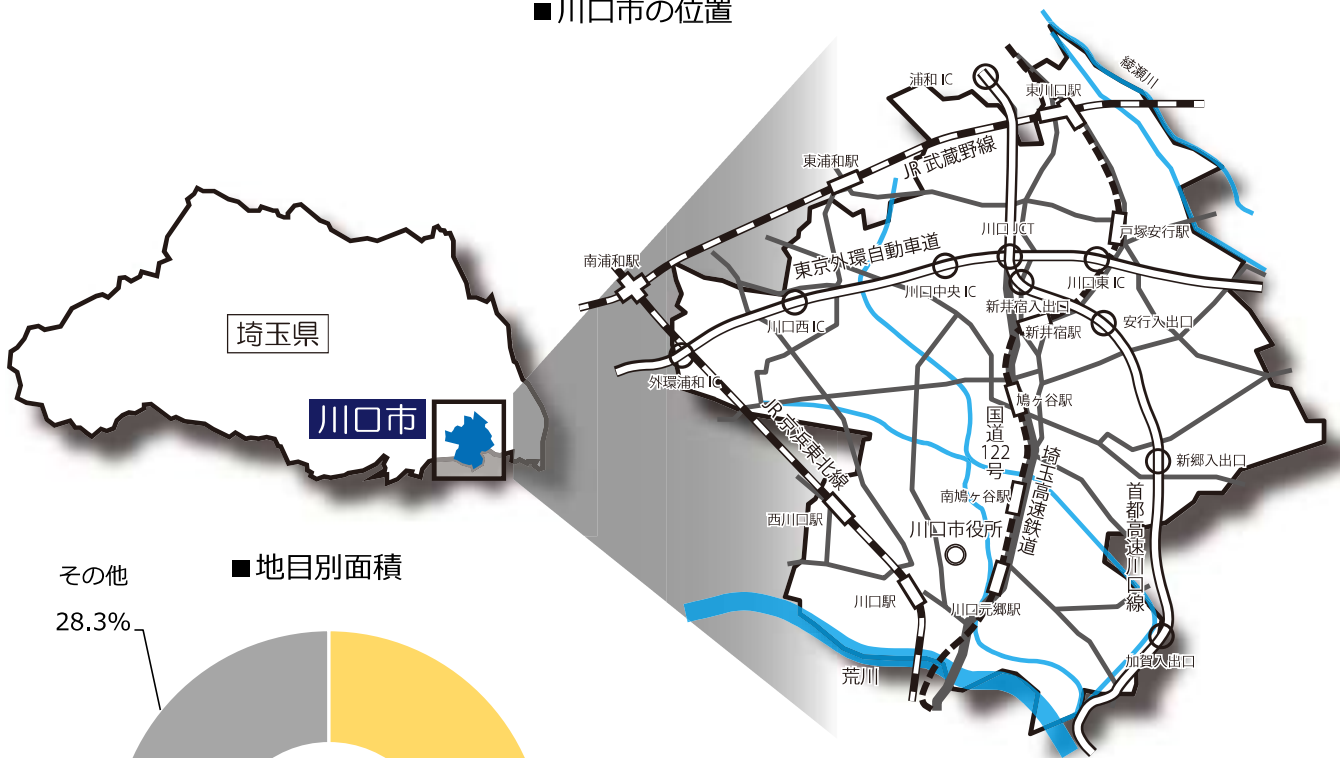 ■川口市の位置
浦和 IC
東川口駅
綾瀬川
東浦和駅
JR 武蔵野線
戸塚安行駅
川口 JCT
南浦和駅
東京外環自動車道
川口中央 IC
川口東 IC
新井宿入出口
川口西 IC
新井宿駅
安行入出口
埼玉県
外環浦和 IC
川口市
鳩ヶ谷駅
JR 京浜東北線
国道122号
埼玉高速鉄道
新郷入出口
南鳩ヶ谷駅
首都高速川口線
西川口駅
川口市役所
川口駅
川口元郷駅
加賀入出口
荒川
■地目別面積
その他
28.3%